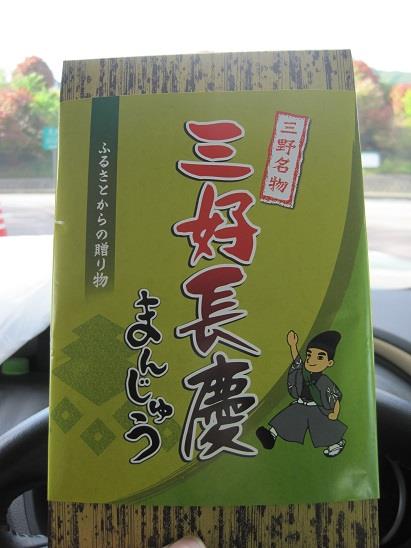 三野名物
三好長慶
まんじゅう
ふるさとからの贈り物